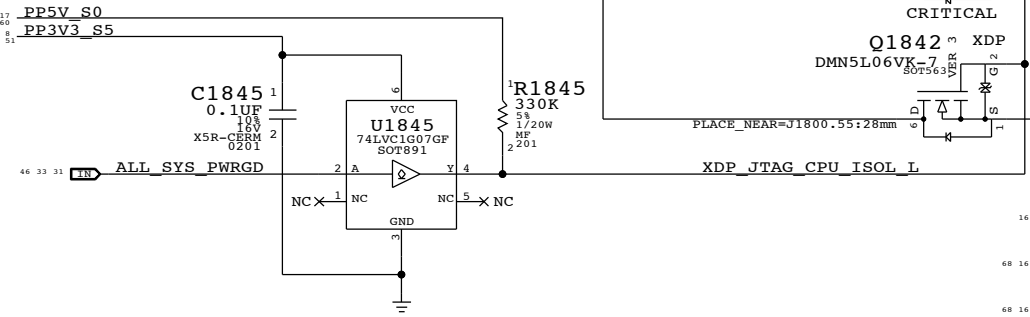 17
60
PP5V_S0
8
51
PP3V3_S5
CRITICAL
Q1842
VER 3
XDP
DMN5L06VK-7
SOT563
G 2
D
6
S
1
C1845
1
0.1UF
10%
16V
X5R-CERM
0201
2
6
VCC
U1845
74LVC1G07GF
SOT891
1
R1845
330K
5%
1/20W
MF
201
2
PLACE_NEAR=J1800.55:28mm
46 33 31
IN
ALL_SYS_PWRGD
2
A
Y
4
XDP_JTAG_CPU_ISOL_L
NC
1
NC
NC
5
NC
GND
3
16
68 16
68 16